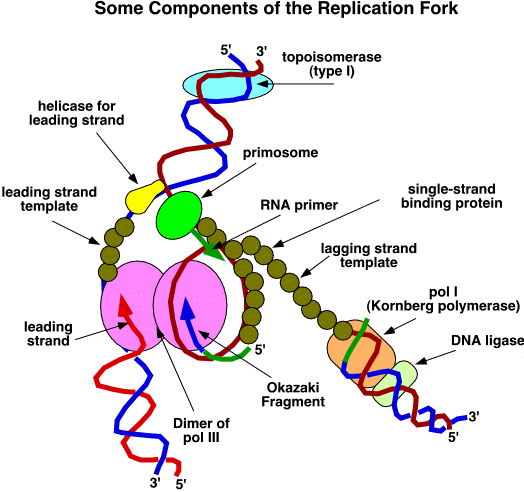 Some Components of the Replication Fork
5'
3'
topoisomerase
(type I)
helicase for
leading strand
primosome
leading strand
template
RNA primer
single-strand
binding protein
lagging strand
template
pol I
(Kornberg polymerase)
DNA ligase
leading
strand
5'
Okazaki
Fragment
Dimer of
pol III
3'
5'
3'
5'